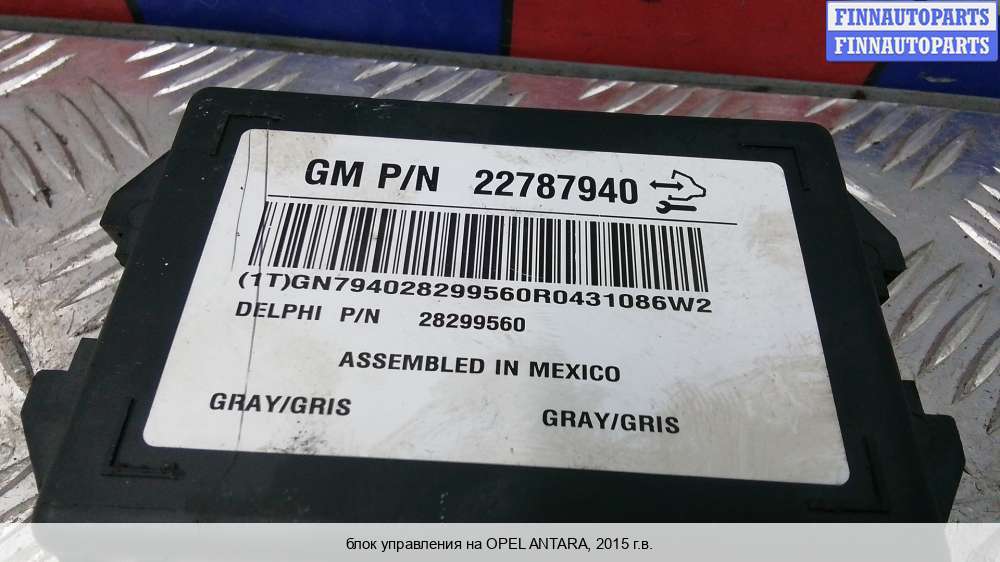 FINNAUTOPARTS
FINNAUTOPARTS
GM P/N 22787940
(1T)GN794028299560R0431086W2
DELPHI P/N 28299560
ASSEMBLED IN MEXICO
GRAY/GRIS GRAY/GRIS
блок управления на OPEL ANTARA, 2015 г.в.